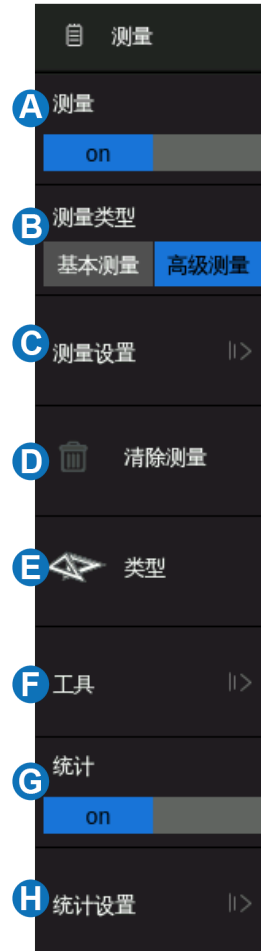 测量
A 测量
on
B 测量类型
基本测量 高级测量
C 测量设置
D 清除测量
E 类型
F 工具
G 统计
on
H 统计设置